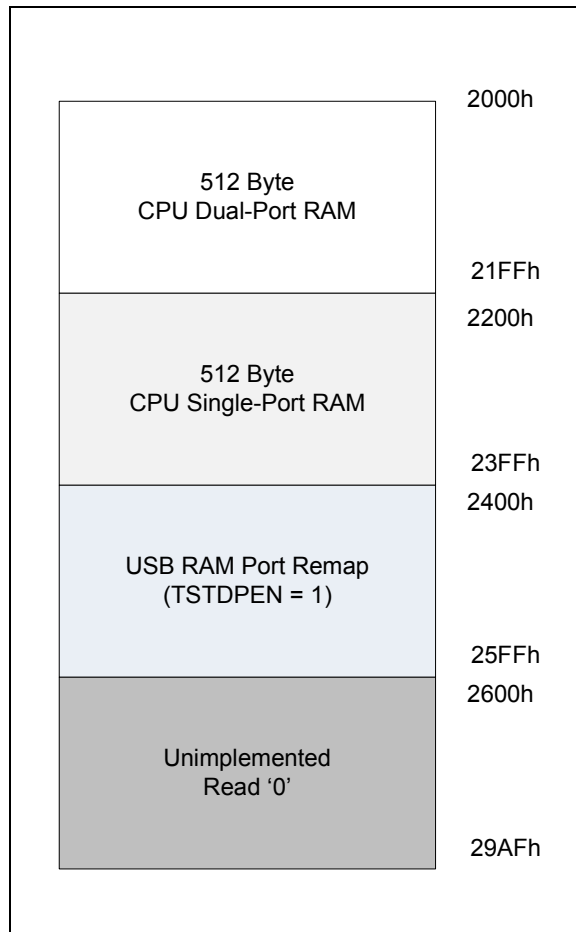 2000h
512 Byte
CPU Dual-Port RAM
21FFh
2200h
512 Byte
CPU Single-Port RAM
23FFh
2400h
USB RAM Port Remap
(TSTDPEN = 1)
25FFh
2600h
Unimplemented
Read ‘0’
29AFh